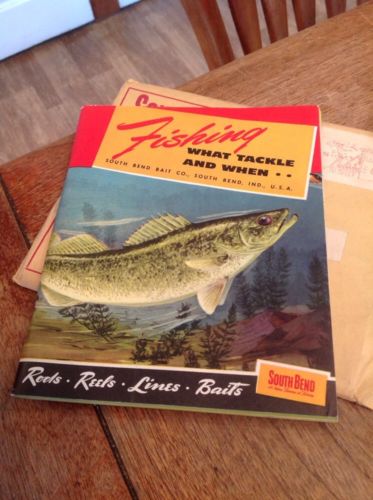 Fishing
WHAT TACKLE
AND WHEN . .
SOUTH BEND BAIT CO., SOUTH BEND, IND., U.S.A.
Rods · Reels · Lines · Baits
SOUTH BEND